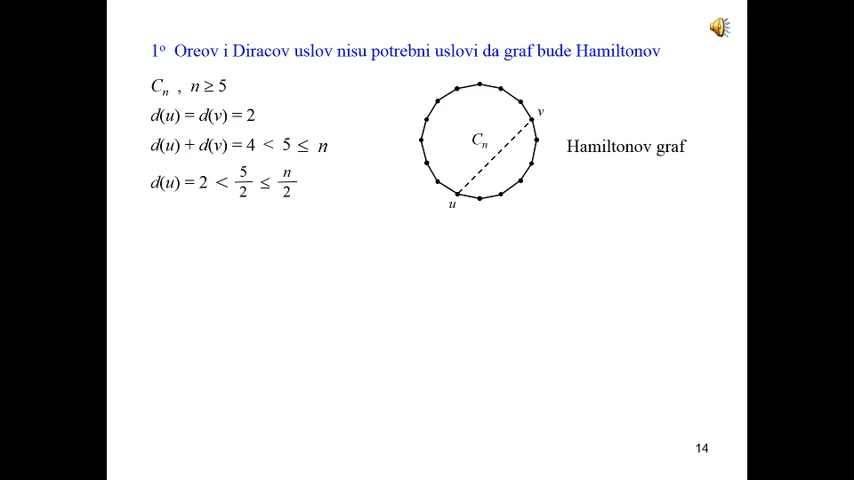 1° Oreov i Diracov uslov nisu potrebni uslovi da graf bude Hamiltonov
Cₙ , n ≥ 5
d(u) = d(v) = 2
d(u) + d(v) = 4 < 5 ≤ n
d(u) = 2 < 5/2 ≤ n/2
v
Cₙ
Hamiltonov graf
u
14